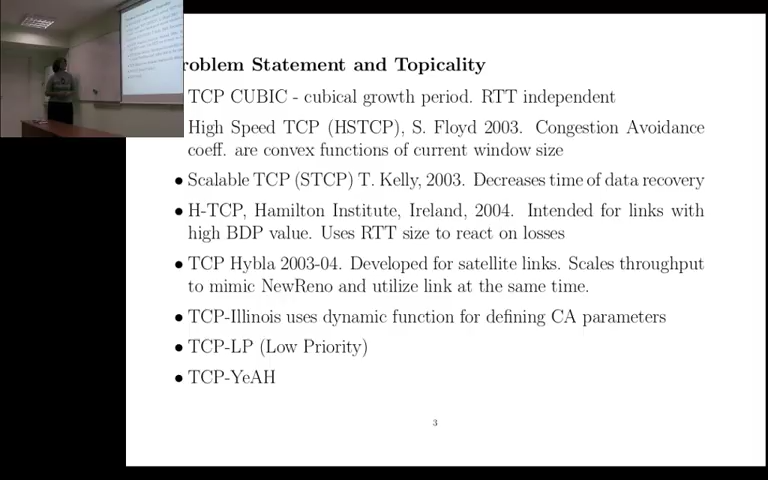 roblem Statement and Topicality
TCP CUBIC - cubical growth period. RTT independent
High Speed TCP (HSTCP), S. Floyd 2003. Congestion Avoidance
coeff. are convex functions of current window size
• Scalable TCP (STCP) T. Kelly, 2003. Decreases time of data recovery
• H-TCP, Hamilton Institute, Ireland, 2004. Intended for links with
high BDP value. Uses RTT size to react on losses
• TCP Hybla 2003-04. Developed for satellite links. Scales throughput
to mimic NewReno and utilize link at the same time.
• TCP-Illinois uses dynamic function for defining CA parameters
• TCP-LP (Low Priority)
• TCP-YeAH
3